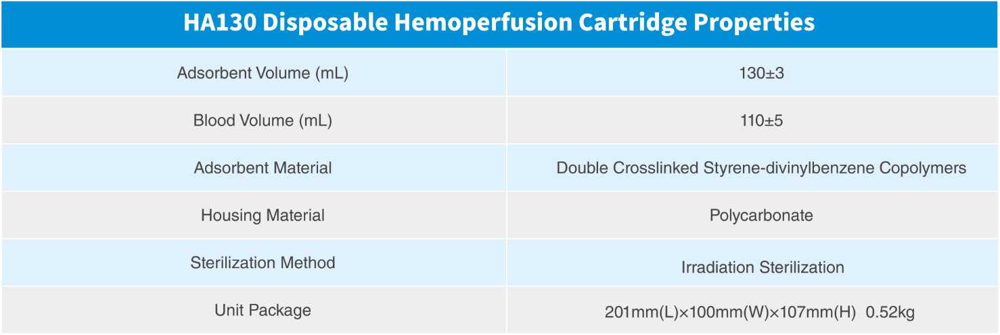 HA130 Disposable Hemoperfusion Cartridge Properties
Adsorbent Volume (mL) 130±3
Blood Volume (mL) 110±5
Adsorbent Material Double Crosslinked Styrene-divinylbenzene Copolymers
Housing Material Polycarbonate
Sterilization Method Irradiation Sterilization
Unit Package 201mm(L)×100mm(W)×107mm(H) 0.52kg